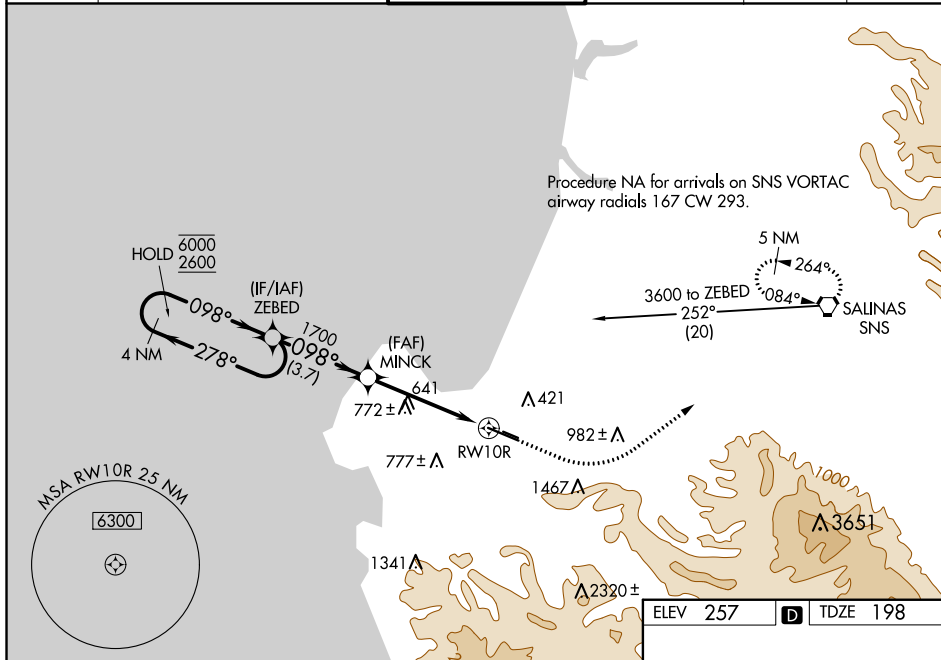 Procedure NA for arrivals on SNS VORTAC
airway radials 167 CW 293.
HOLD
6000
2600
098°
4 NM
278°
(IF/IAF)
ZEBED
1700
098°
(3.7)
(FAF)
MINCK
641
772±
777±
421
RW10R
982±
1467
1341
2320±
3651
1000
5 NM
264°
084°
3600 to ZEBED
252°
(20)
SALINAS
SNS
MSA RW10R 25 NM
6300
ELEV 257 D TDZE 198